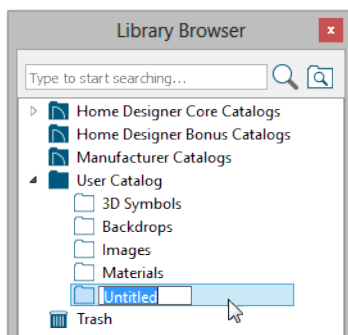 Library Browser
x
Type to start searching...
Home Designer Core Catalogs
Home Designer Bonus Catalogs
Manufacturer Catalogs
User Catalog
3D Symbols
Backdrops
Images
Materials
Untitled
Trash